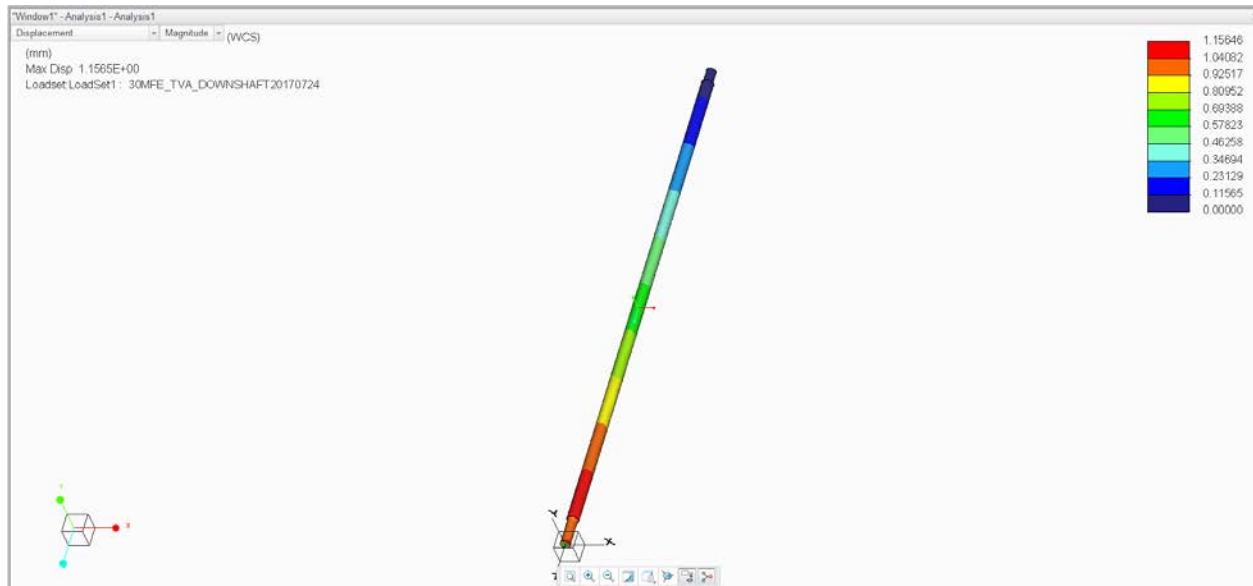 "Window1" - Analysis1 - Analysis1
Displacement Magnitude (WCS)
(mm)
Max Disp 1.1565E+00
Loadset:LoadSet1 : 30MFE_TVA_DOWNSHAFT20170724
1.15646
1.04082
0.92517
0.80952
0.69388
0.57823
0.46258
0.34694
0.23129
0.11565
0.00000
Y
X
Y
X